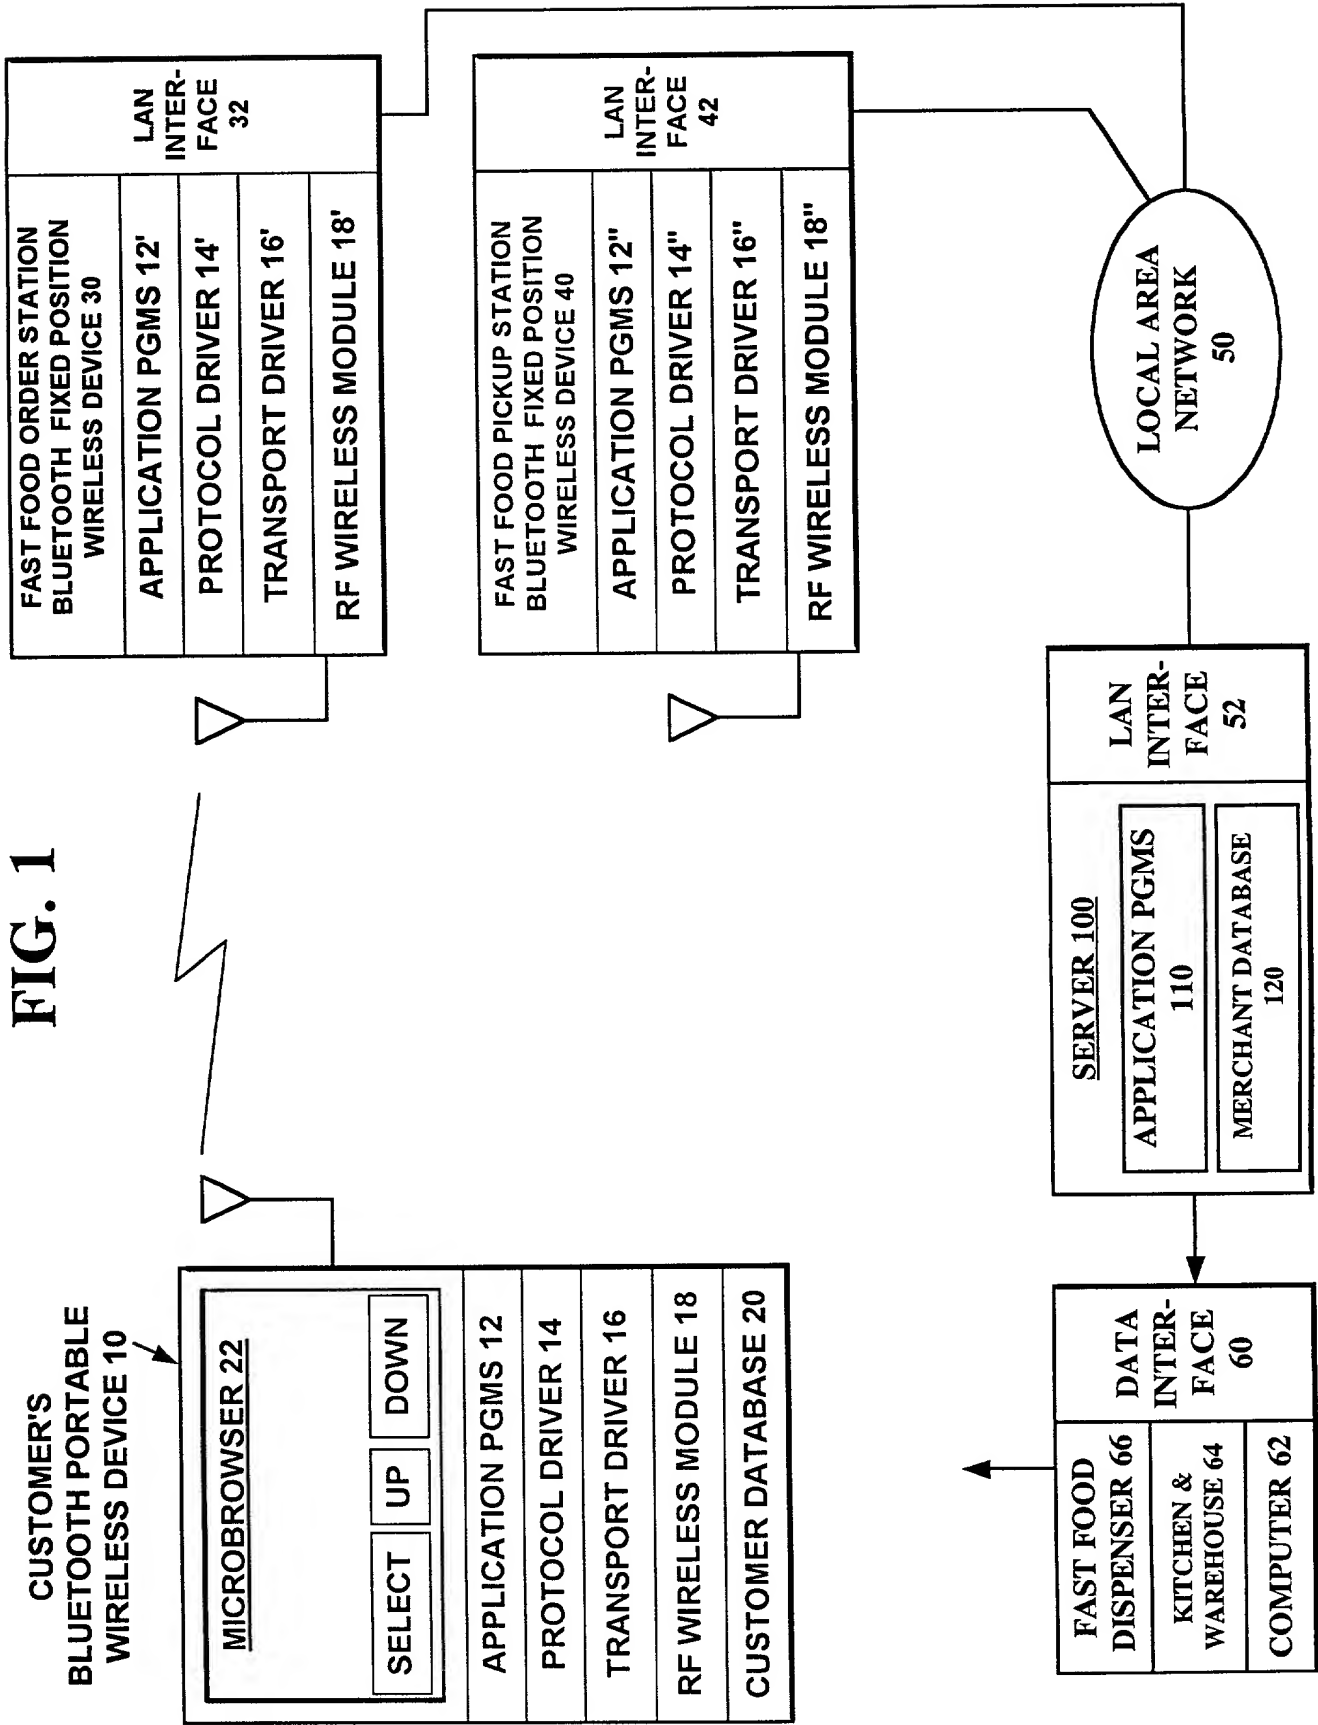 FIG. 1
CUSTOMER'S
BLUETOOTH PORTABLE
WIRELESS DEVICE 10
MICROBROWSER 22
SELECT
UP
DOWN
APPLICATION PGMS 12
PROTOCOL DRIVER 14
TRANSPORT DRIVER 16
RF WIRELESS MODULE 18
CUSTOMER DATABASE 20
FAST FOOD ORDER STATION
BLUETOOTH FIXED POSITION
WIRELESS DEVICE 30
APPLICATION PGMS 12'
PROTOCOL DRIVER 14'
TRANSPORT DRIVER 16'
RF WIRELESS MODULE 18'
LAN
INTER-
FACE
32
FAST FOOD PICKUP STATION
BLUETOOTH FIXED POSITION
WIRELESS DEVICE 40
APPLICATION PGMS 12"
PROTOCOL DRIVER 14"
TRANSPORT DRIVER 16"
RF WIRELESS MODULE 18"
LAN
INTER-
FACE
42
FAST FOOD
DISPENSER 66
KITCHEN &
WAREHOUSE 64
COMPUTER 62
DATA
INTER-
FACE
60
SERVER 100
APPLICATION PGMS
110
MERCHANT DATABASE
120
LAN
INTER-
FACE
52
LOCAL AREA
NETWORK
50